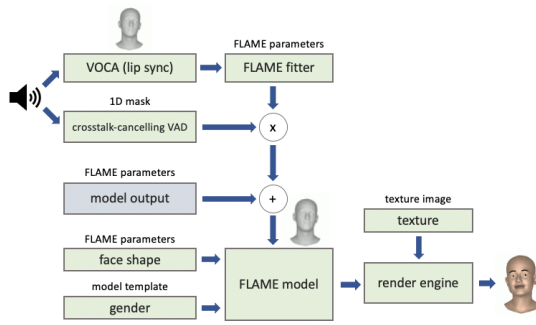 FLAME parameters
VOCA (lip sync)
FLAME fitter
1D mask
crosstalk-cancelling VAD
x
FLAME parameters
model output
+
texture image
texture
FLAME parameters
face shape
FLAME model
render engine
model template
gender